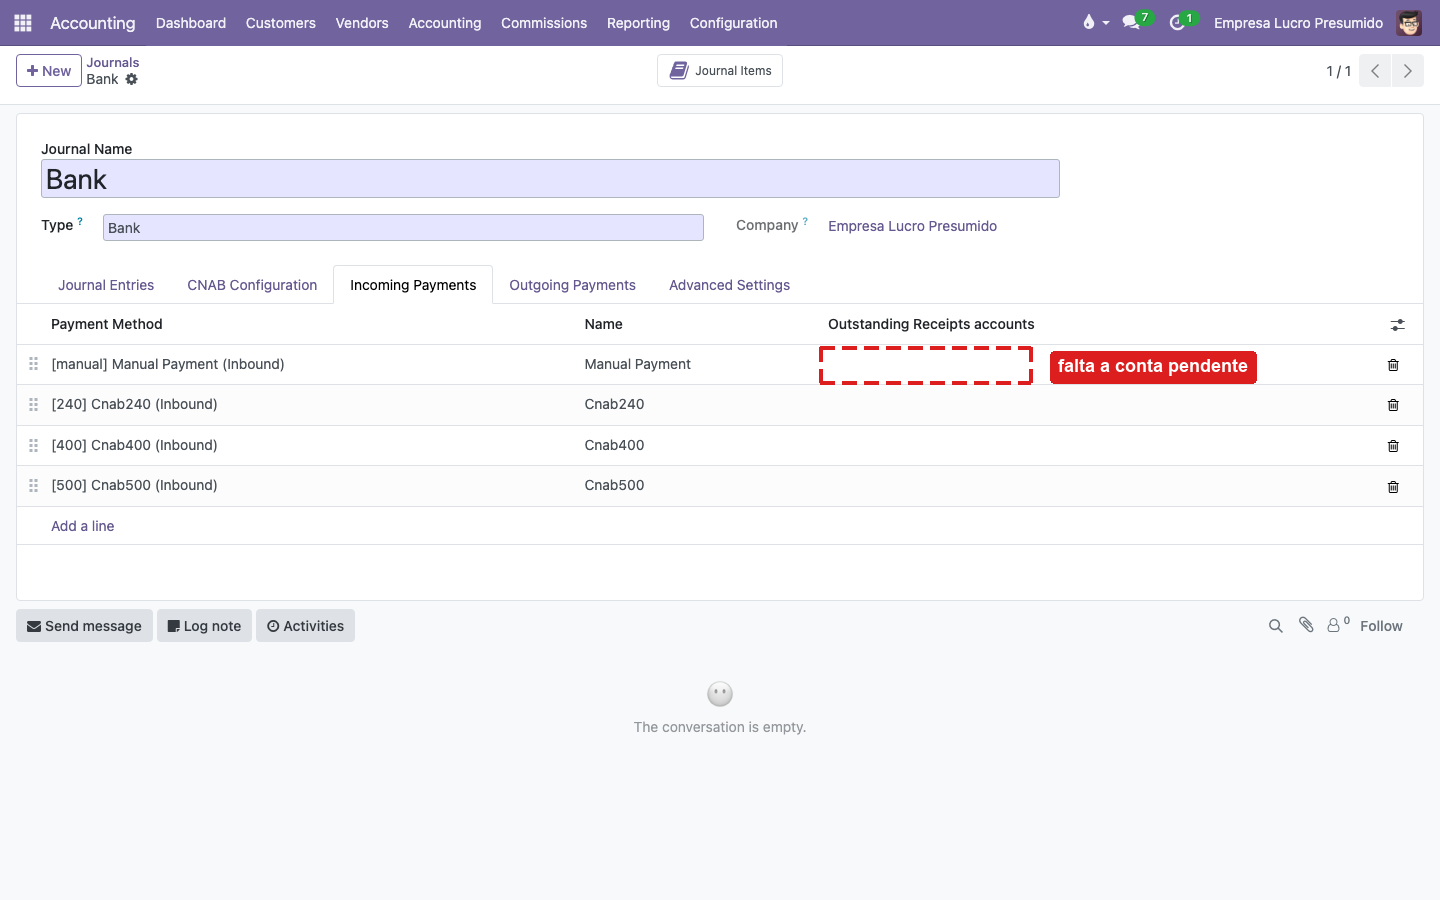 Accounting Dashboard Customers Vendors Accounting Commissions Reporting Configuration 7 1 Empresa Lucro Presumido
New Journals
Bank
Journal Items
1 / 1
Journal Name
Bank
Type ? Bank Company ? Empresa Lucro Presumido
Journal Entries CNAB Configuration Incoming Payments Outgoing Payments Advanced Settings
Payment Method Name Outstanding Receipts accounts
[manual] Manual Payment (Inbound) Manual Payment falta a conta pendente
[240] Cnab240 (Inbound) Cnab240
[400] Cnab400 (Inbound) Cnab400
[500] Cnab500 (Inbound) Cnab500
Add a line
Send message Log note Activities 0 Follow
The conversation is empty.